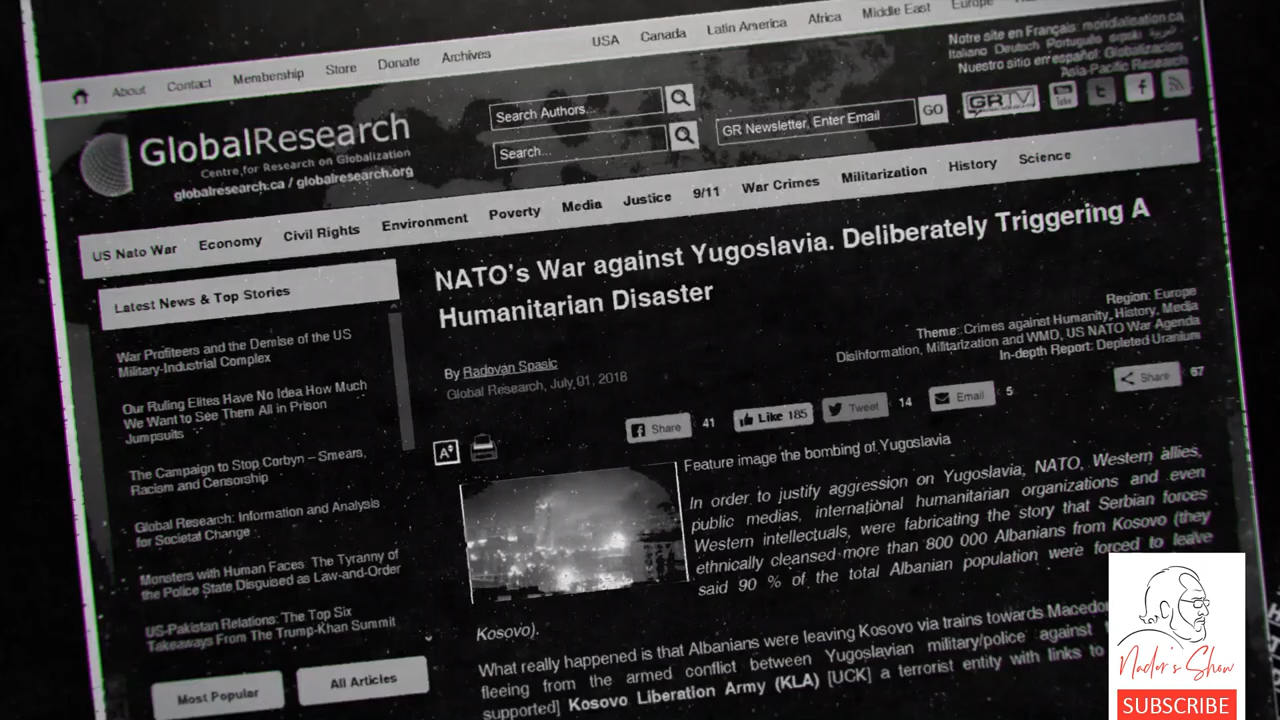 About Contact Membership Store Donate Archives USA Canada Latin America Africa Middle East Europe
Notre site en Français: mondialisation.ca
Italiano Deutsch Português srpski
Nuestro sitio en español: Globalización
Asia-Pacific Research
GlobalResearch
Centre for Research on Globalization
globalresearch.ca / globalresearch.org
Search Authors...
Search...
GR Newsletter, Enter Email
GO
GRTV
You Tube
US Nato War Economy Civil Rights Environment Poverty Media Justice 9/11 War Crimes Militarization History Science
Latest News & Top Stories
War Profiteers and the Demise of the US
Military-Industrial Complex
Our Ruling Elites Have No Idea How Much
We Want to See Them All in Prison
Jumpsuits
The Campaign to Stop Corbyn – Smears,
Racism and Censorship
Global Research: Information and Analysis
for Societal Change
Monsters with Human Faces: The Tyranny of
the Police State Disguised as Law-and-Order
US-Pakistan Relations: The Top Six
Takeaways From The Trump-Khan Summit
Most Popular
All Articles
NATO's War against Yugoslavia. Deliberately Triggering A
Humanitarian Disaster
By Radovan Spasic
Global Research, July 01, 2018
Region: Europe
Theme: Crimes against Humanity, History, Media
Disinformation, Militarization and WMD, US NATO War Agenda
In-depth Report: Depleted Uranium
Share 41 Like 185 Tweet 14 Email 5 Share 67
Feature image the bombing of Yugoslavia
In order to justify aggression on Yugoslavia, NATO, Western allies,
public medias, international humanitarian organizations and even
Western intellectuals, were fabricating the story that Serbian forces
ethnically cleansed more than 800 000 Albanians from Kosovo (they
said 90 % of the total Albanian population were forced to leave
Kosovo).
What really happened is that Albanians were leaving Kosovo via trains towards
fleeing from the armed conflict between Yugoslavian military/police against
supported] Kosovo Liberation Army (KLA) [UCK] a terrorist entity with links to
Nader's Show
SUBSCRIBE